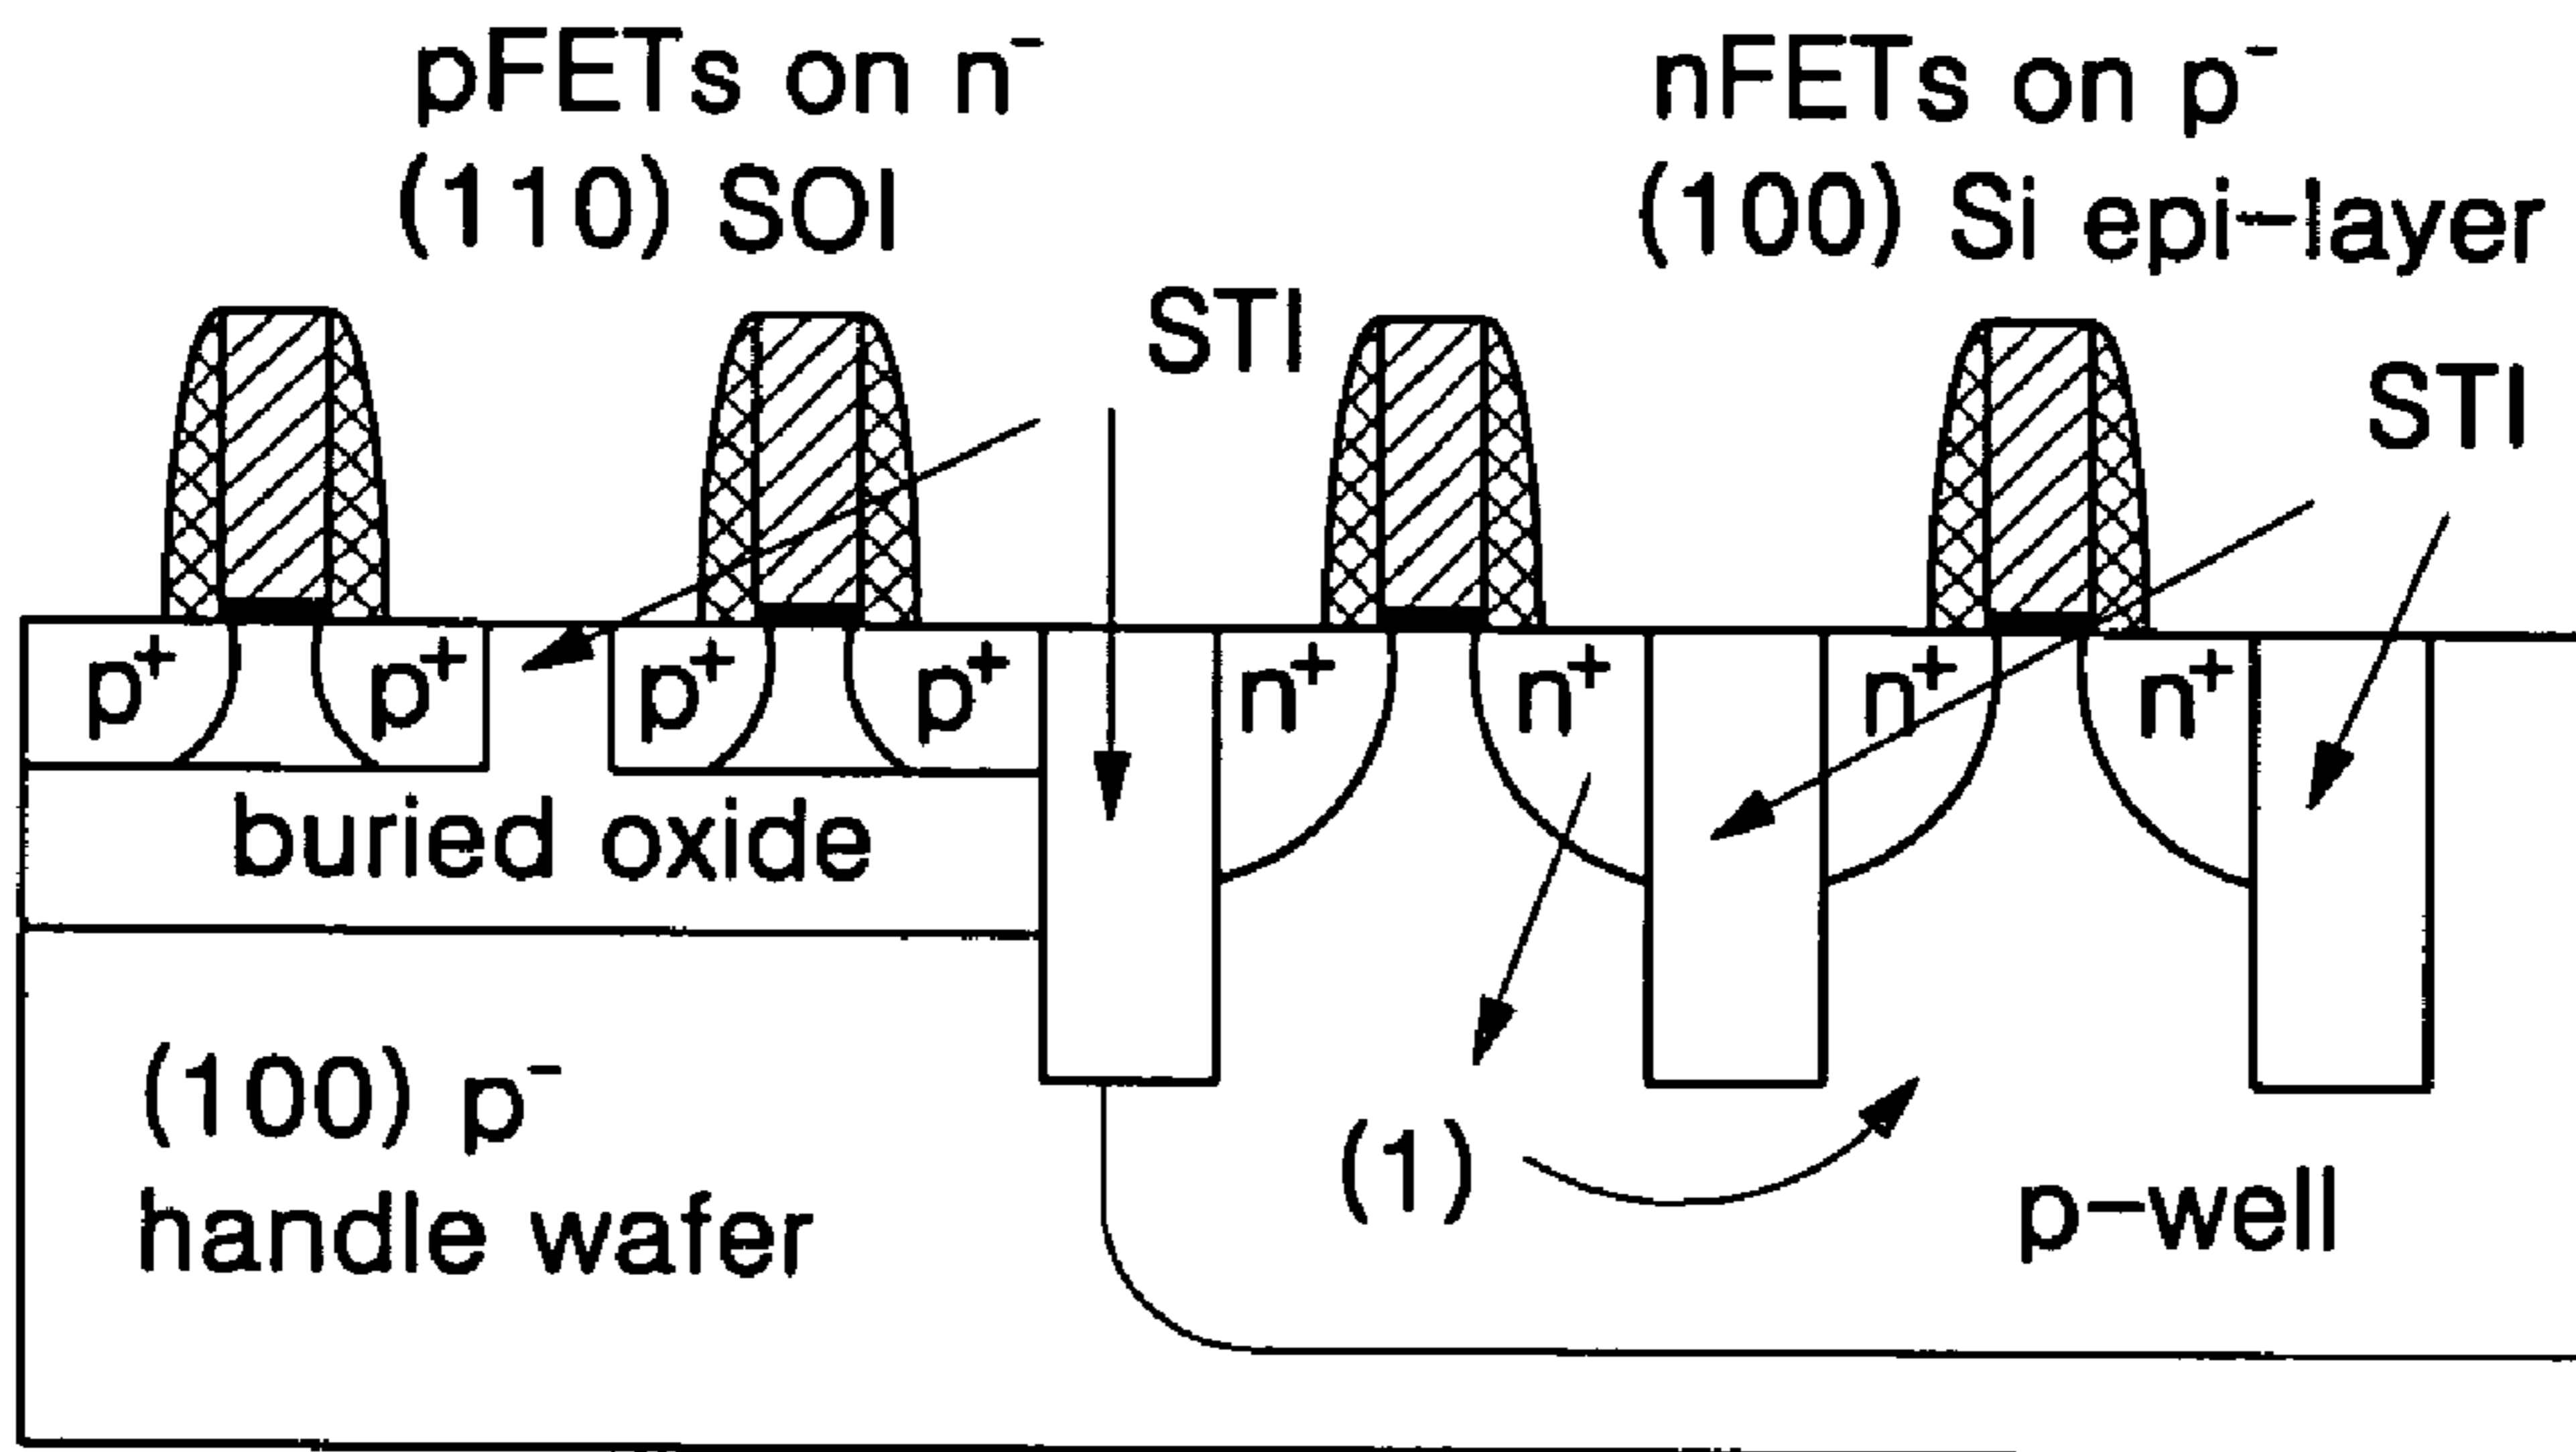 pFETs on n⁻
(110) SOI
nFETs on p⁻
(100) Si epi-layer
STI
STI
p⁺
p⁺
p⁺
p⁺
n⁺
n⁺
n⁺
n⁺
buried oxide
(100) p⁻
handle wafer
(1)
p-well